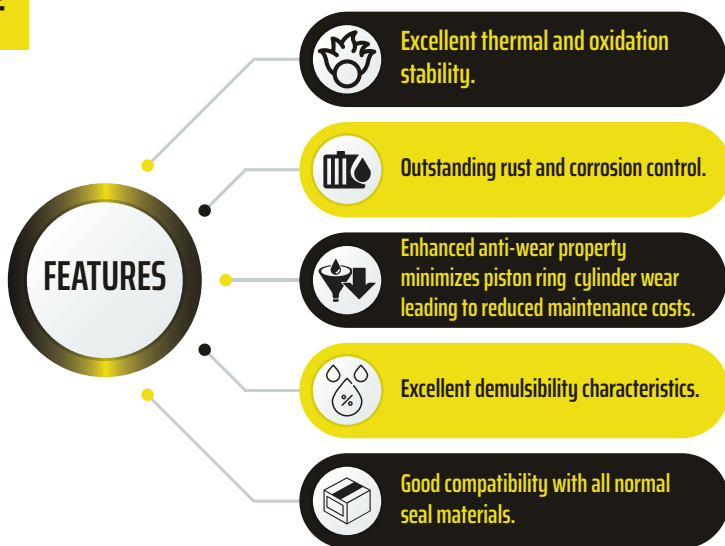 FEATURES
Excellent thermal and oxidation
stability.
Outstanding rust and corrosion control.
Enhanced anti-wear property
minimizes piston ring cylinder wear
leading to reduced maintenance costs.
%
Excellent demulsibility characteristics.
Good compatibility with all normal
seal materials.